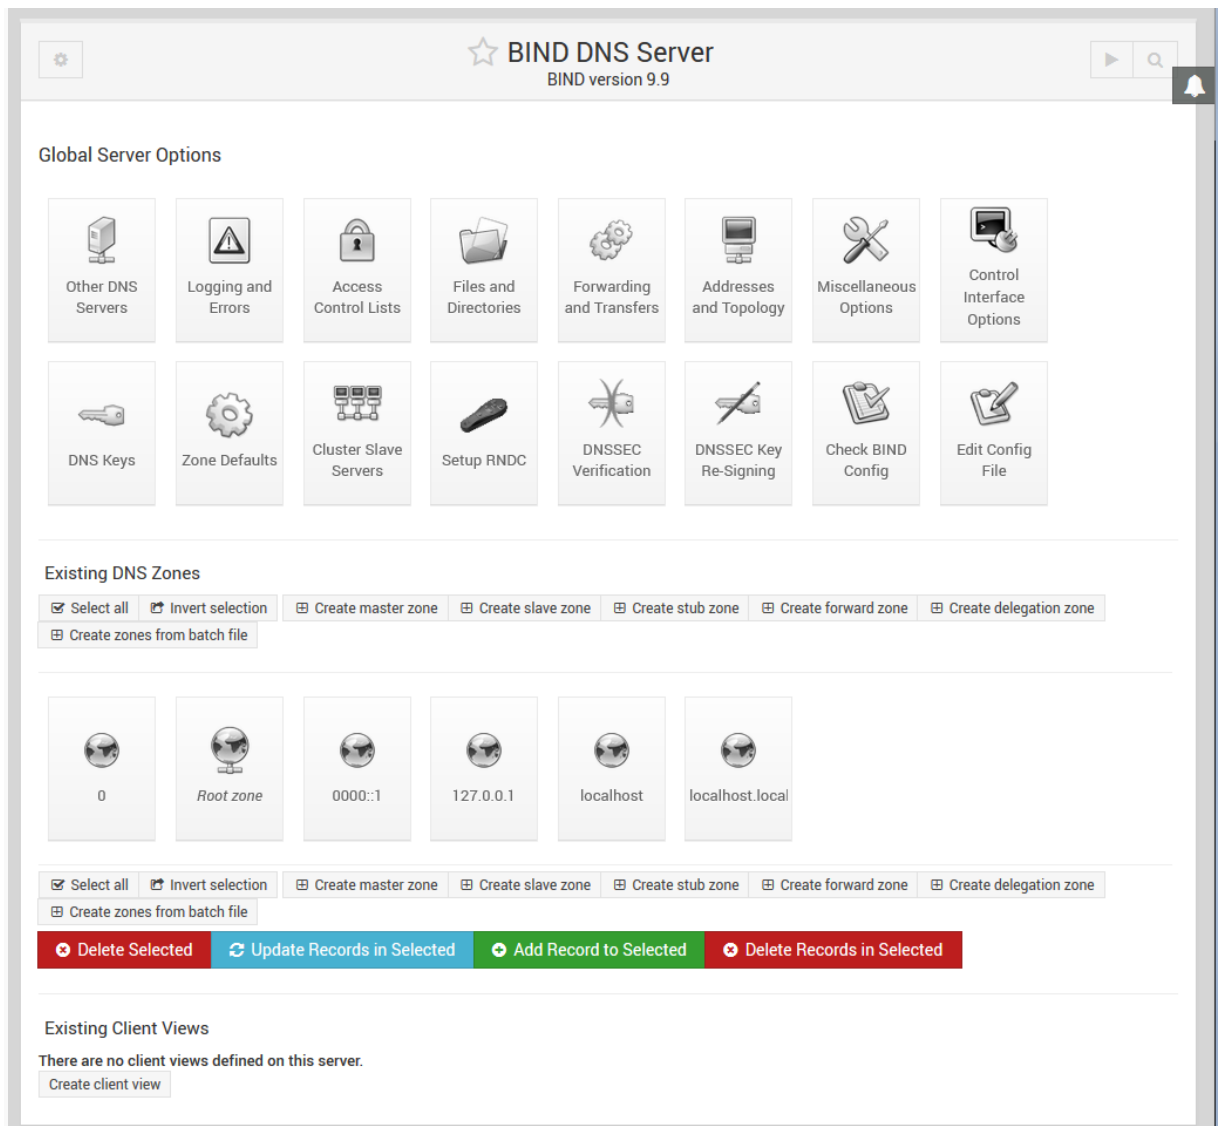 BIND DNS Server
BIND version 9.9
Global Server Options
Other DNS
Servers
Logging and
Errors
Access
Control Lists
Files and
Directories
Forwarding
and Transfers
Addresses
and Topology
Miscellaneous
Options
Control
Interface
Options
DNS Keys
Zone Defaults
Cluster Slave
Servers
Setup RNDC
DNSSEC
Verification
DNSSEC Key
Re-Signing
Check BIND
Config
Edit Config
File
Existing DNS Zones
Select all Invert selection Create master zone Create slave zone Create stub zone Create forward zone Create delegation zone
Create zones from batch file
0
Root zone
0000::1
127.0.0.1
localhost
localhost.local
Select all Invert selection Create master zone Create slave zone Create stub zone Create forward zone Create delegation zone
Create zones from batch file
Delete Selected Update Records in Selected Add Record to Selected Delete Records in Selected
Existing Client Views
There are no client views defined on this server.
Create client view